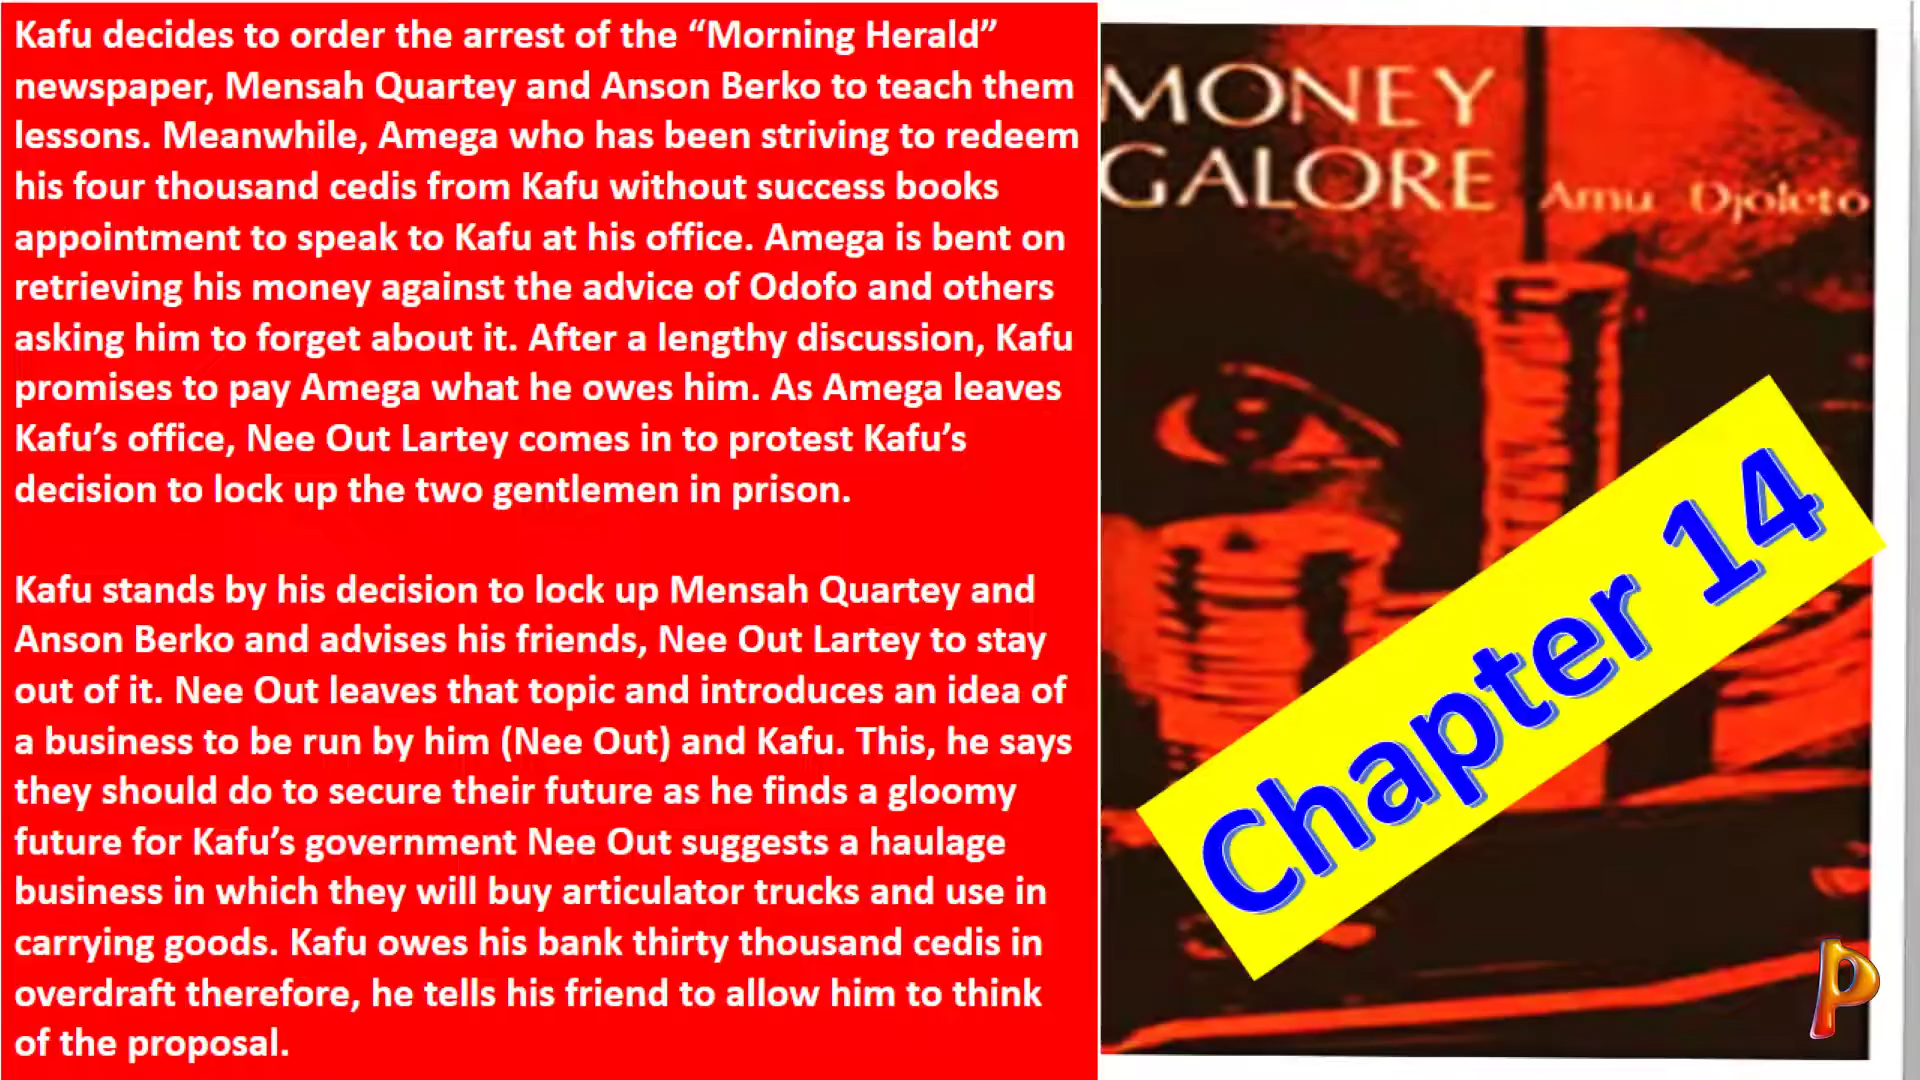 Kafu decides to order the arrest of the “Morning Herald”
newspaper, Mensah Quartey and Anson Berko to teach them
lessons. Meanwhile, Amega who has been striving to redeem
his four thousand cedis from Kafu without success books
appointment to speak to Kafu at his office. Amega is bent on
retrieving his money against the advice of Odofo and others
asking him to forget about it. After a lengthy discussion, Kafu
promises to pay Amega what he owes him. As Amega leaves
Kafu’s office, Nee Out Lartey comes in to protest Kafu’s
decision to lock up the two gentlemen in prison.
Kafu stands by his decision to lock up Mensah Quartey and
Anson Berko and advises his friends, Nee Out Lartey to stay
out of it. Nee Out leaves that topic and introduces an idea of
a business to be run by him (Nee Out) and Kafu. This, he says
they should do to secure their future as he finds a gloomy
future for Kafu’s government Nee Out suggests a haulage
business in which they will buy articulator trucks and use in
carrying goods. Kafu owes his bank thirty thousand cedis in
overdraft therefore, he tells his friend to allow him to think
of the proposal.
MONEY
GALORE Amu Djoleto
Chapter 14
P